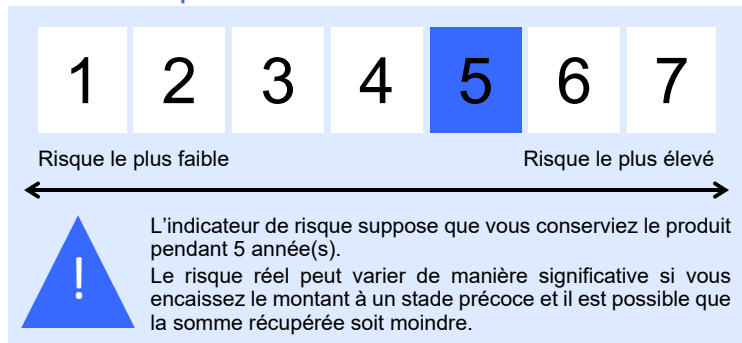 1 2 3 4 5 6 7
Risque le plus faible Risque le plus élevé
!
L'indicateur de risque suppose que vous conserviez le produit
pendant 5 année(s).
Le risque réel peut varier de manière significative si vous
encaissez le montant à un stade précoce et il est possible que
la somme récupérée soit moindre.